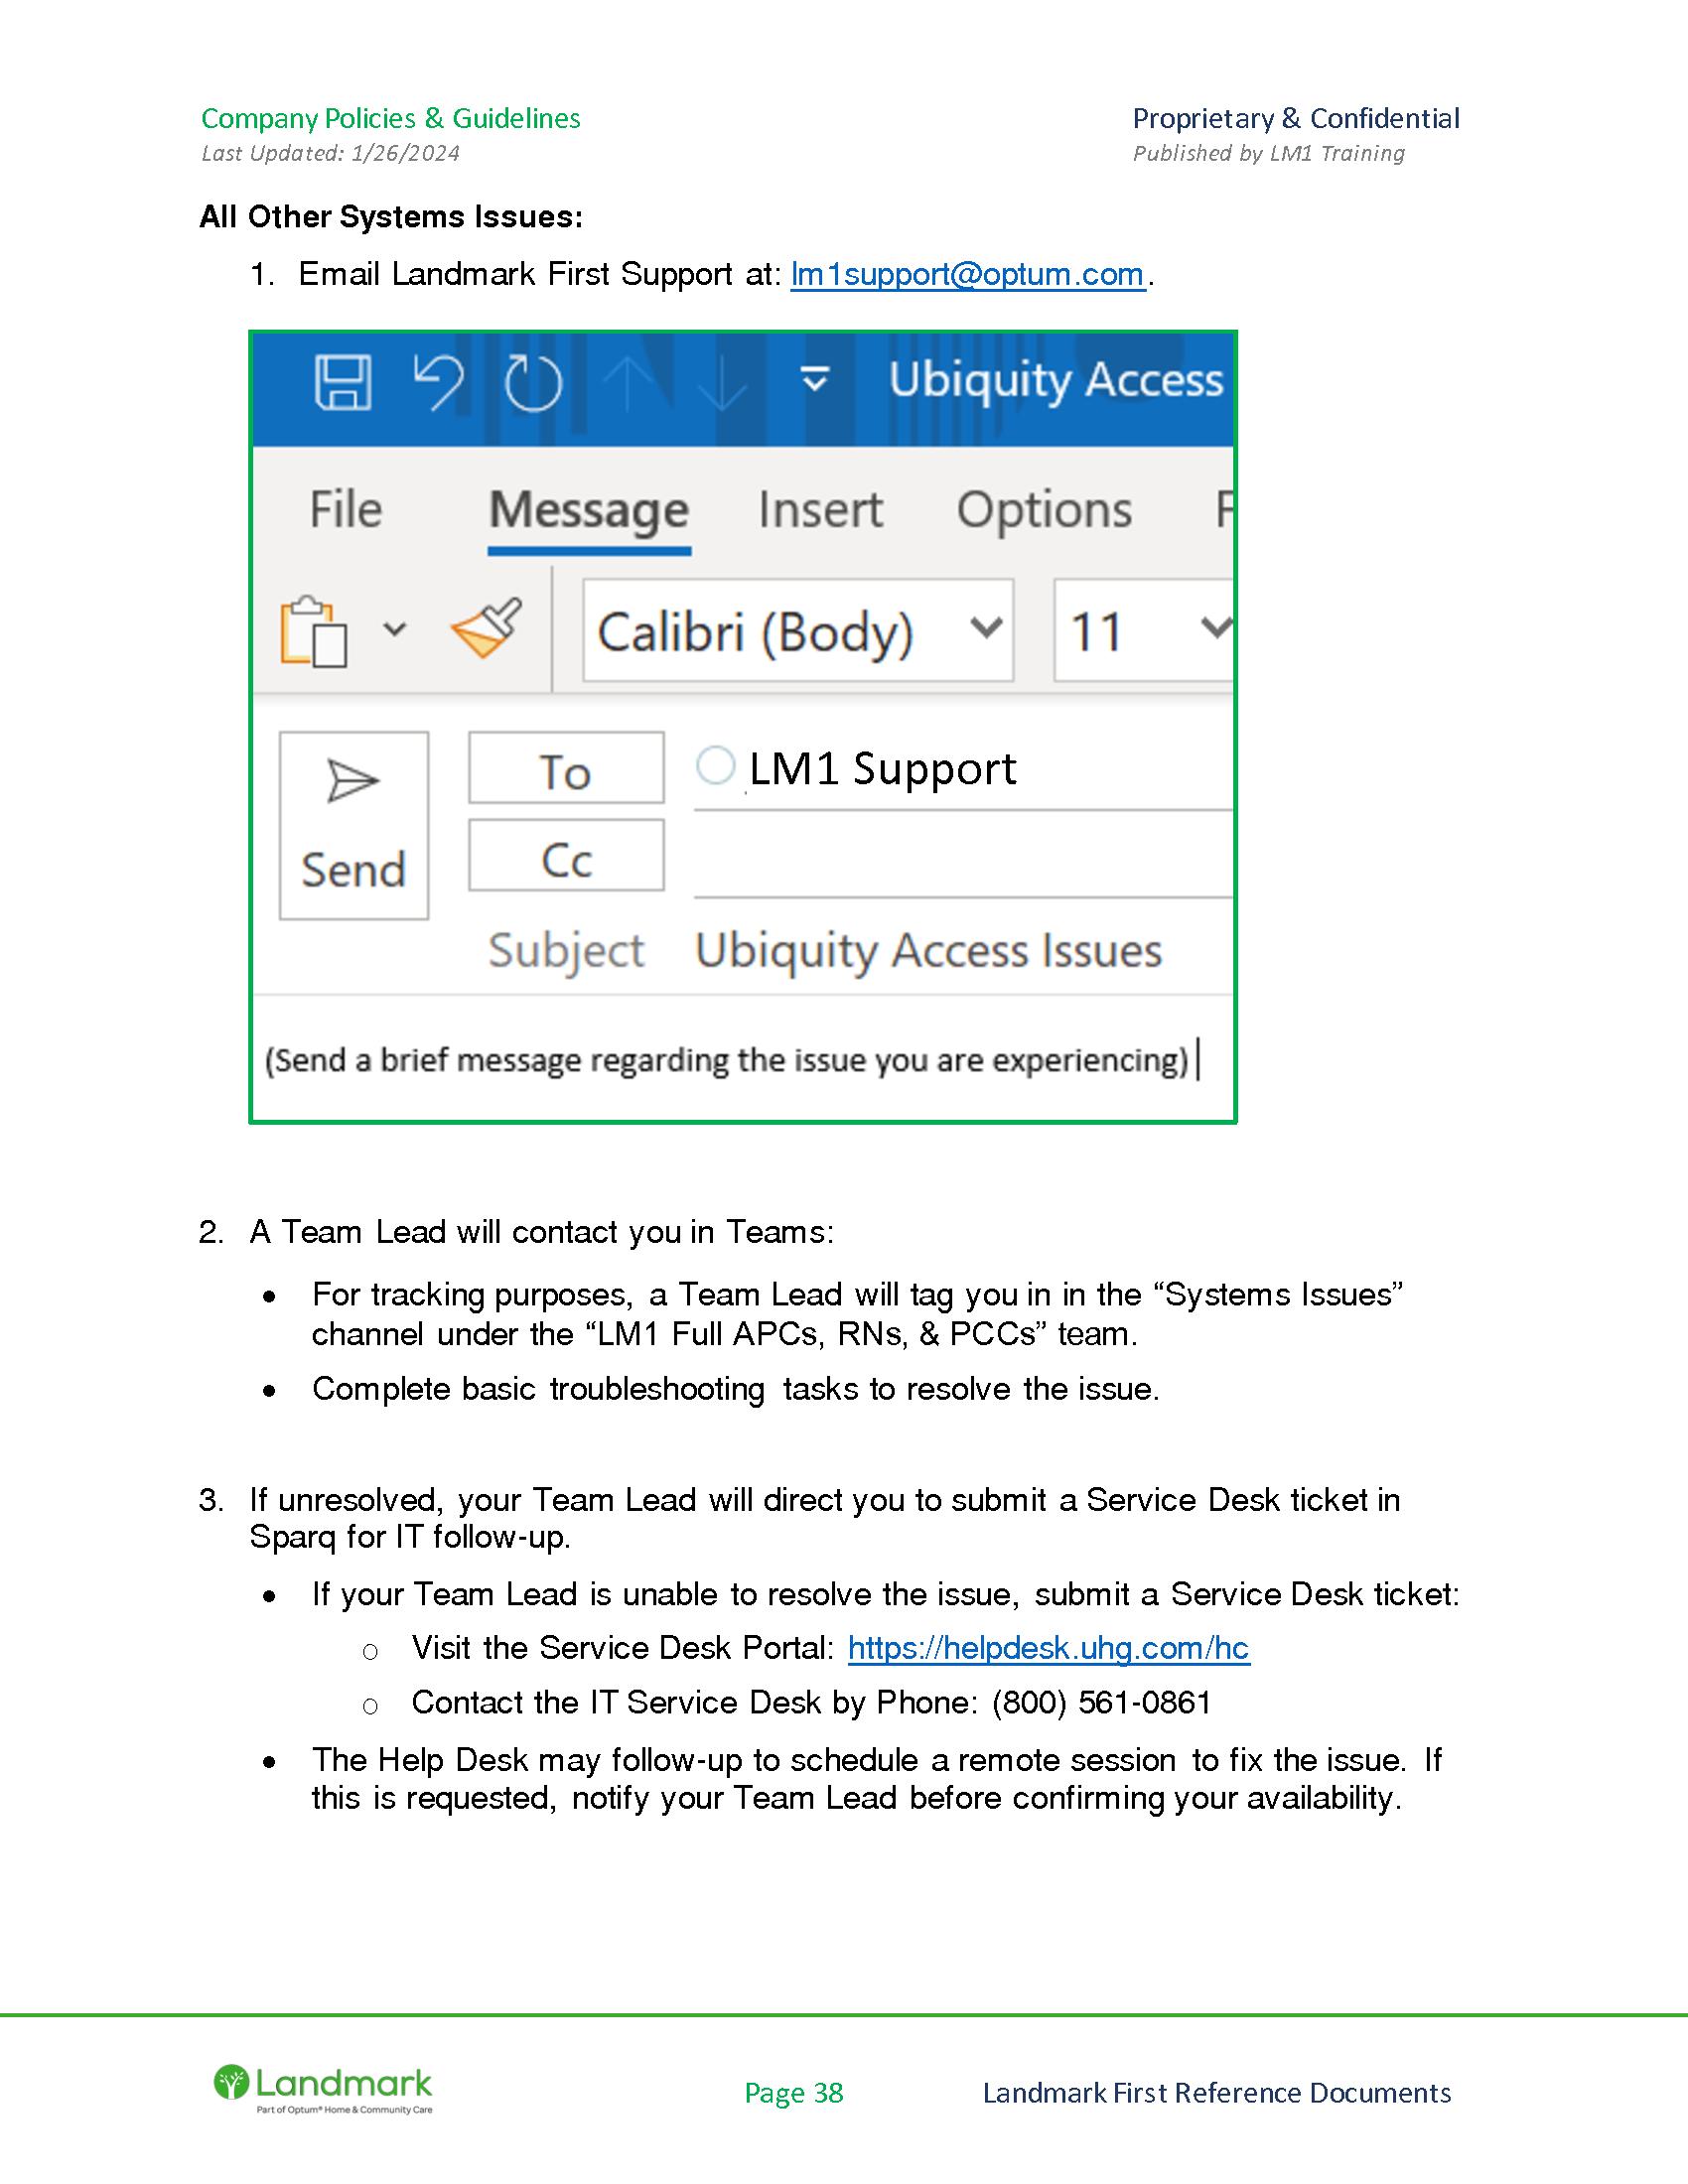 Company Policies & Guidelines
Proprietary & Confidential
Last Updated: 1/26/2024
Published by LM1 Training
All Other Systems Issues:
1. Email Landmark First Support at: lm1support@optum.com.
Ubiquity Access
File Message Insert Options F
Calibri (Body) 11
To LM1 Support
Send
Cc
Subject Ubiquity Access Issues
(Send a brief message regarding the issue you are experiencing)
2. A Team Lead will contact you in Teams:
• For tracking purposes, a Team Lead will tag you in in the “Systems Issues”
channel under the “LM1 Full APCs, RNs, & PCCs” team.
• Complete basic troubleshooting tasks to resolve the issue.
3. If unresolved, your Team Lead will direct you to submit a Service Desk ticket in
Sparq for IT follow-up.
• If your Team Lead is unable to resolve the issue, submit a Service Desk ticket:
o Visit the Service Desk Portal: https://helpdesk.uhg.com/hc
o Contact the IT Service Desk by Phone: (800) 561-0861
• The Help Desk may follow-up to schedule a remote session to fix the issue. If
this is requested, notify your Team Lead before confirming your availability.
Landmark
Part of Optum® Home & Community Care
Page 38
Landmark First Reference Documents